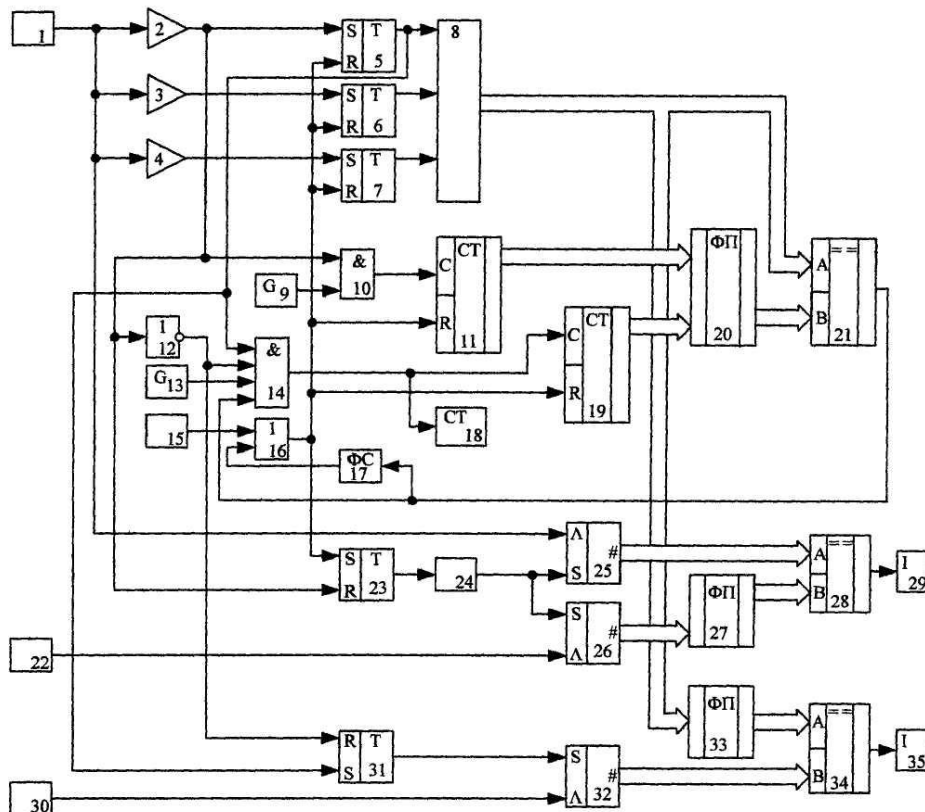 1
2
S T
R 5
8
3
S T
R 6
4
S T
R 7
&
10
G 9
C CT
R 11
ФП
20
A ==
B 21
1
12
G 13
&
14
C CT
R 19
15
1
16
CT
18
ФС
17
S T
R 23
24
Λ #
S 25
A ==
B 28
I
29
S #
Λ 26
ФП
27
22
ФП
33
R T
S 31
S #
Λ 32
A ==
B 34
I
35
30